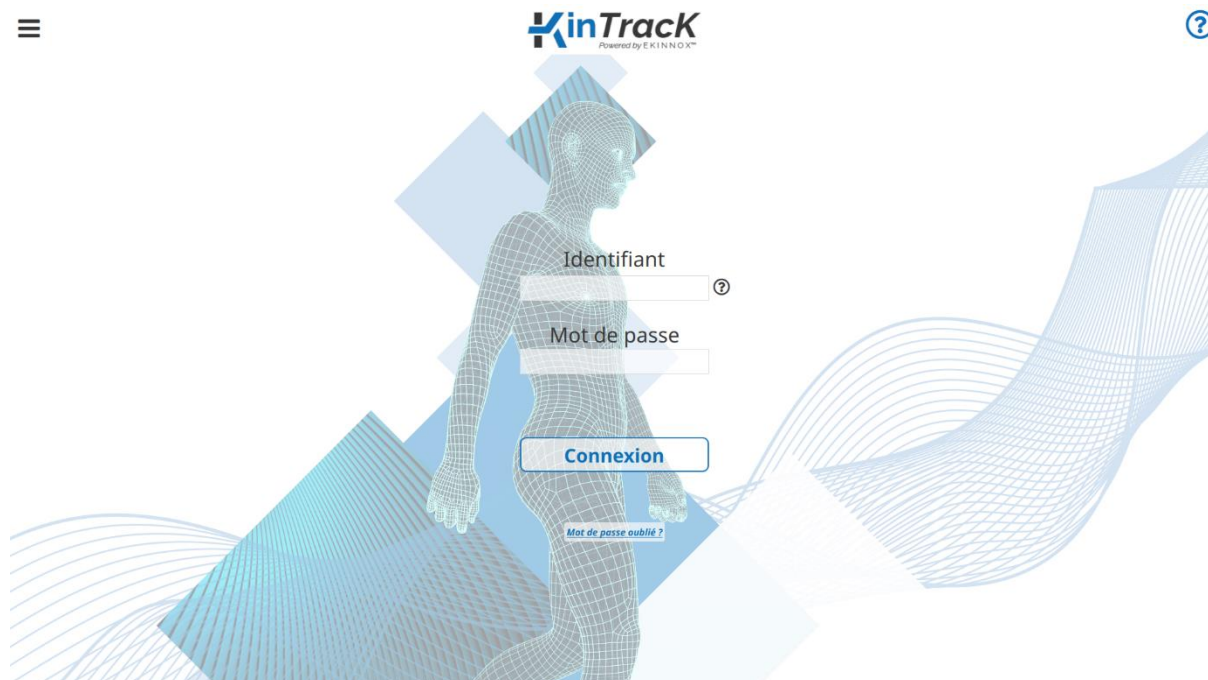 KinTracK
Powered by EKINNOX™
Identifiant
Mot de passe
Connexion
Mot de passe oublié ?